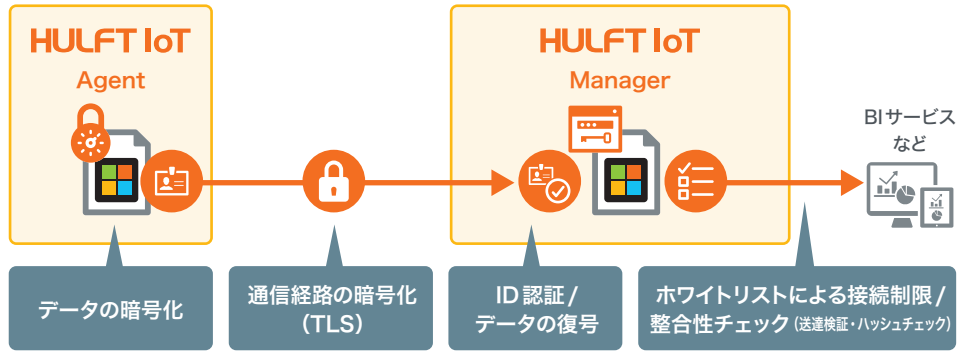 HULFT IoT
Agent
HULFT IoT
Manager
BIサービス
など
データの暗号化
通信経路の暗号化
（TLS）
ID認証/
データの復号
ホワイトリストによる接続制限/
整合性チェック（送達検証・ハッシュチェック）